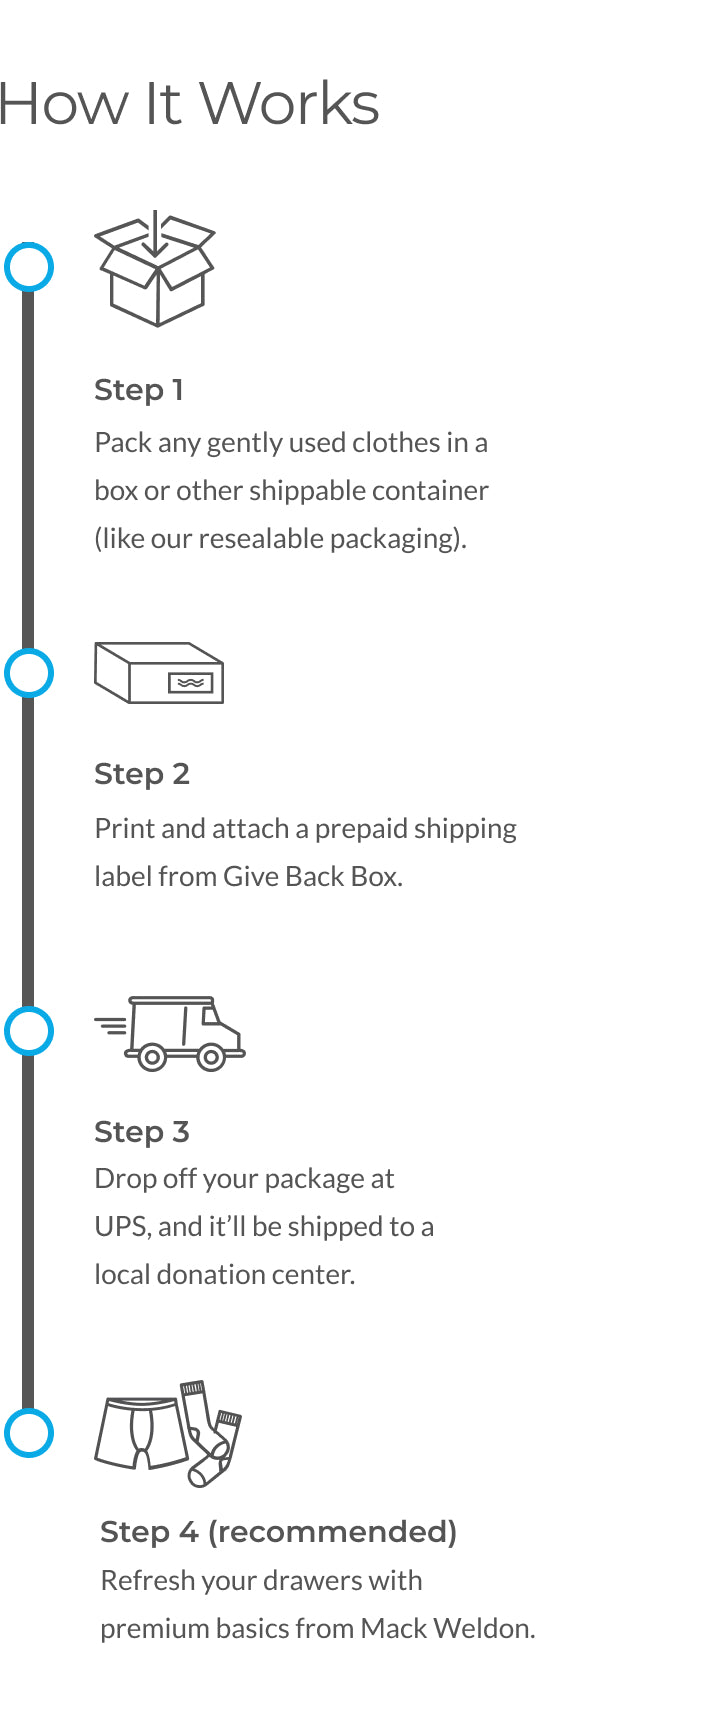 How It Works
Step 1
Pack any gently used clothes in a
box or other shippable container
(like our resealable packaging).
Step 2
Print and attach a prepaid shipping
label from Give Back Box.
Step 3
Drop off your package at
UPS, and it’ll be shipped to a
local donation center.
Step 4 (recommended)
Refresh your drawers with
premium basics from Mack Weldon.